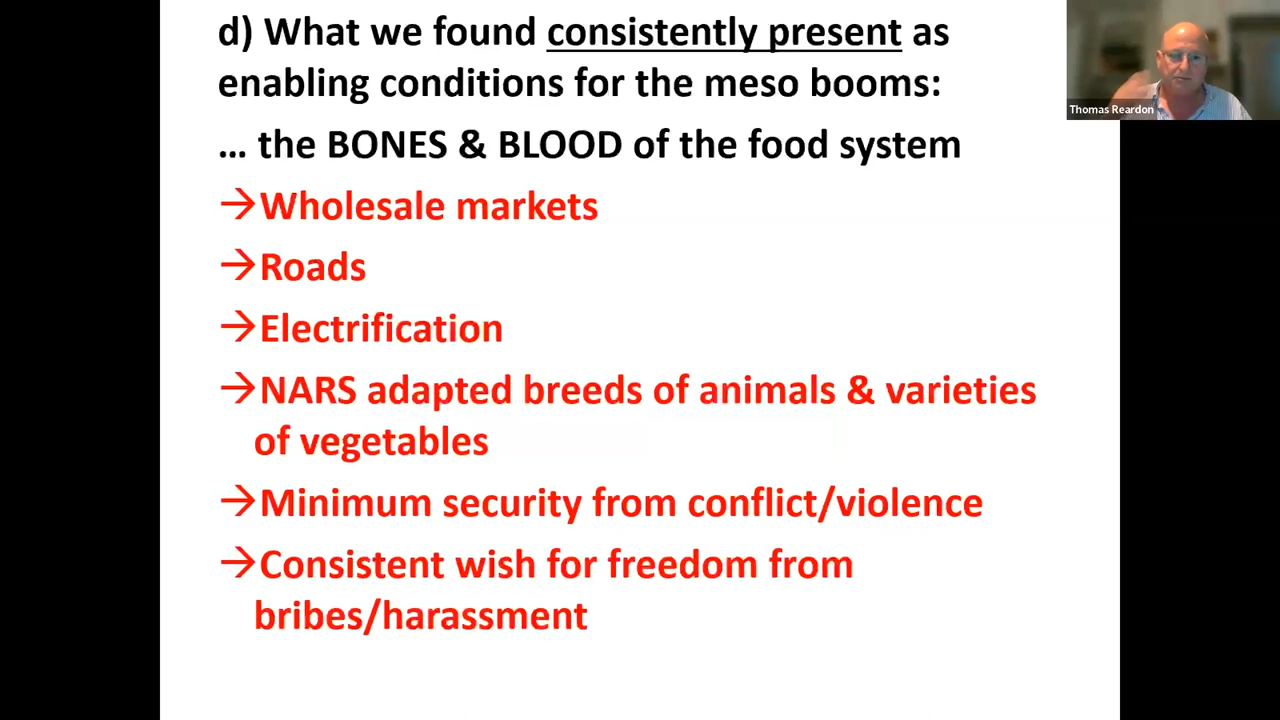 d) What we found consistently present as
enabling conditions for the meso booms:
... the BONES & BLOOD of the food system
→Wholesale markets
→Roads
→Electrification
→NARS adapted breeds of animals & varieties
of vegetables
→Minimum security from conflict/violence
→Consistent wish for freedom from
bribes/harassment
Thomas Reardon